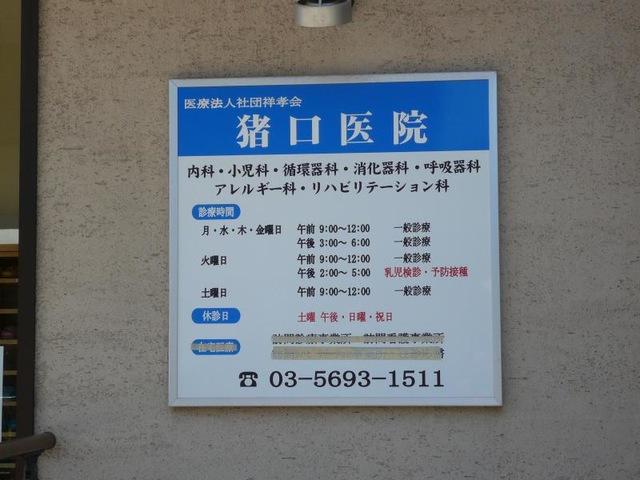 医療法人社団祥孝会
猪口医院
内科・小児科・循環器科・消化器科・呼吸器科
アレルギー科・リハビリテーション科
診療時間
月・水・木・金曜日 午前 9:00〜12:00 一般診療
午後 3:00〜 6:00 一般診療
火曜日 午前 9:00〜12:00 一般診療
午後 2:00〜 5:00 乳児検診・予防接種
土曜日 午前 9:00〜12:00 一般診療
休診日 土曜 午後・日曜・祝日
☎ 03-5693-1511